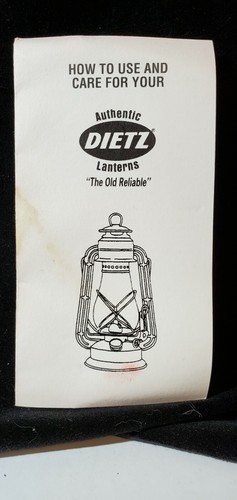 HOW TO USE AND
CARE FOR YOUR
Authentic
DIETZ®
Lanterns
"The Old Reliable"